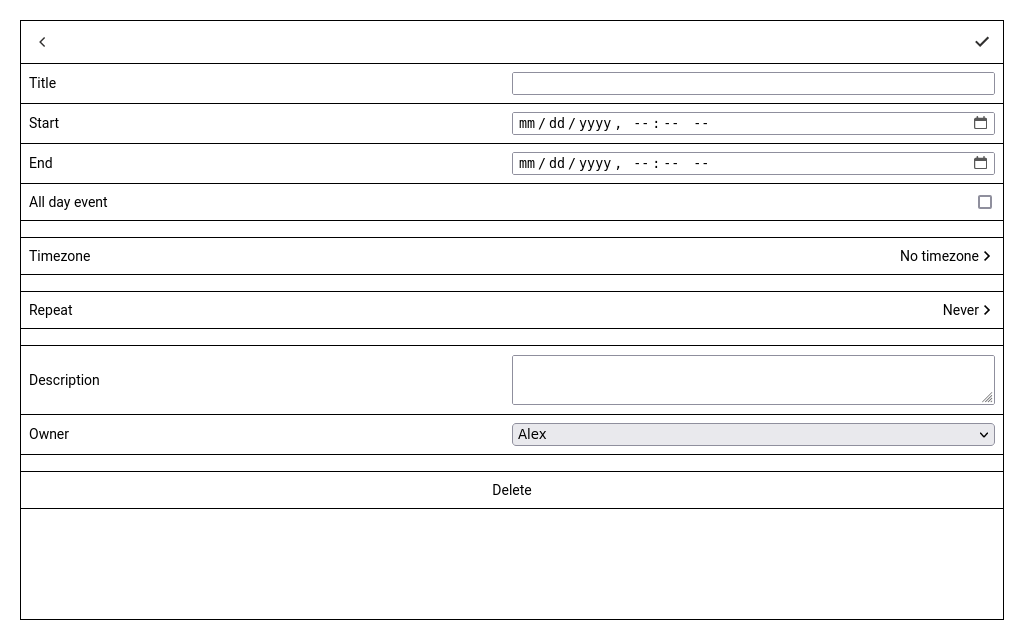 Title
Start mm/dd/yyyy, --:-- --
End mm/dd/yyyy, --:-- --
All day event
Timezone No timezone
Repeat Never
Description
Owner Alex
Delete